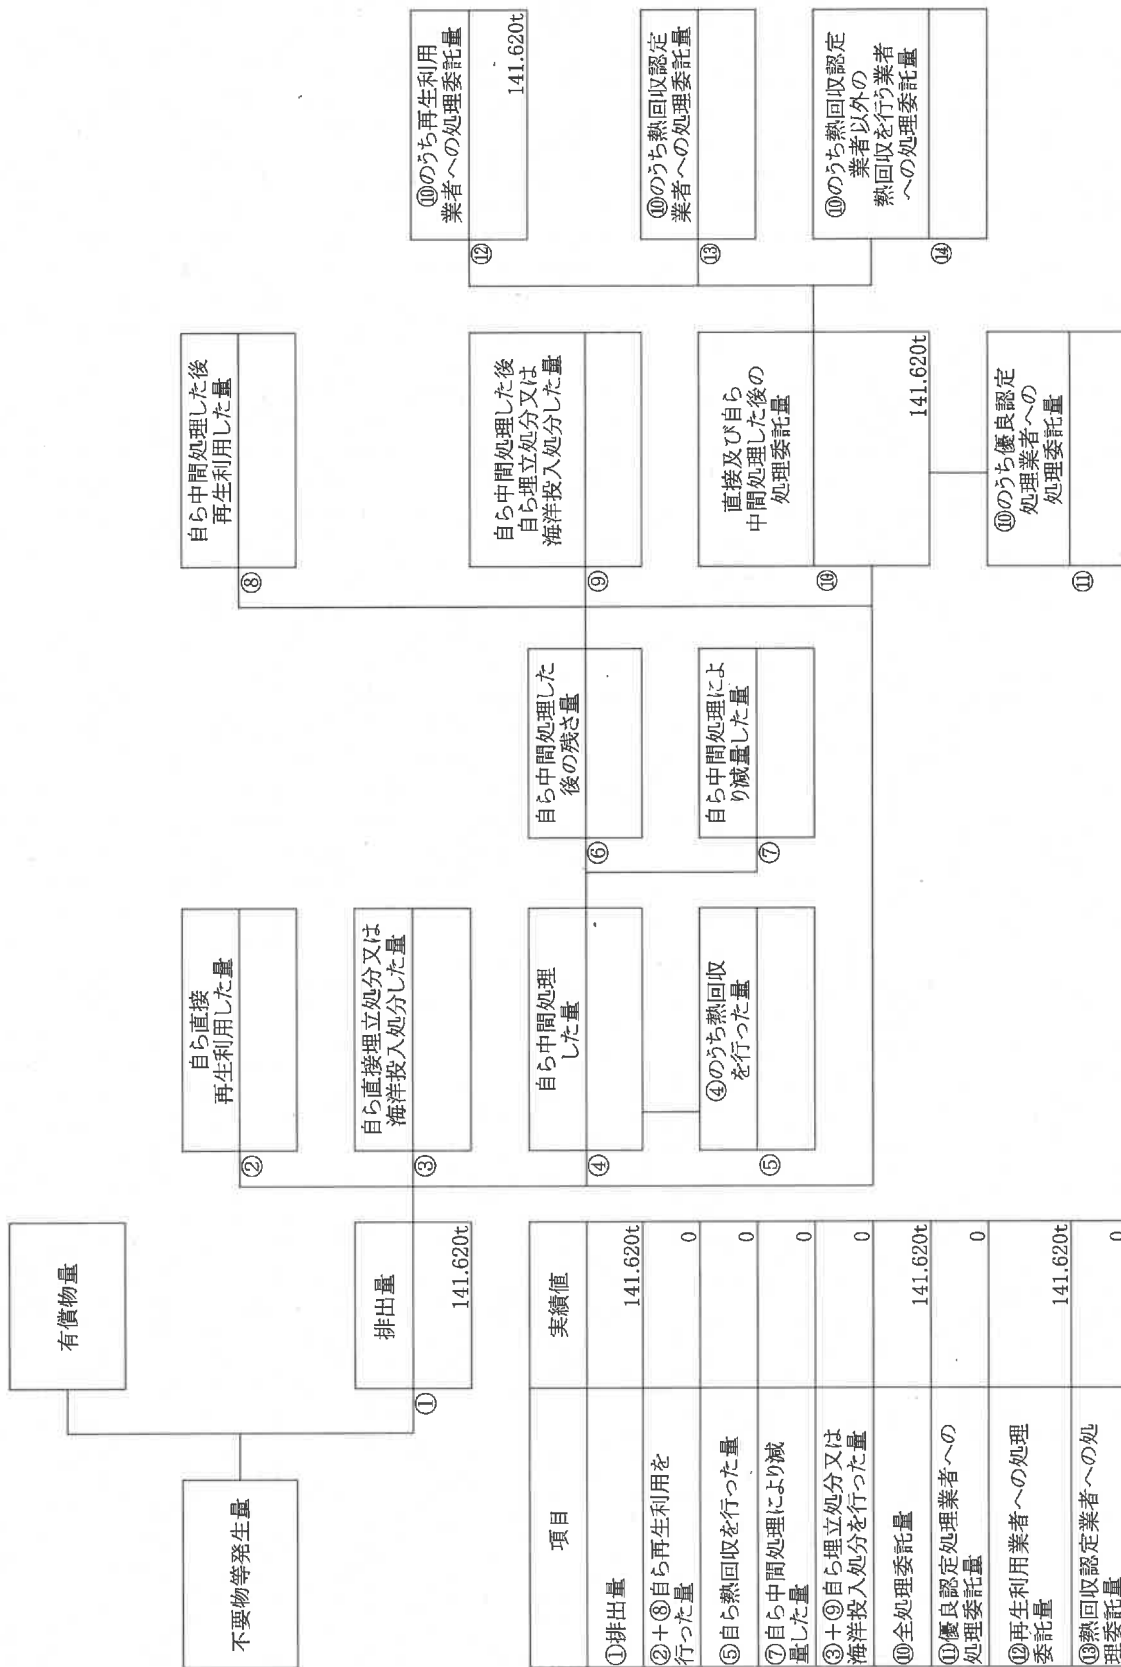 不要物等発生量
有償物量
排出量
①
141.620t
自ら直接
再生利用した量
②
自ら直接埋立処分又は
海洋投入処分した量
③
自ら中間処理
した量
④
④のうち熱回収
を行った量
⑤
自ら中間処理した
後の残さ量
⑥
自ら中間処理によ
り減量した量
⑦
自ら中間処理した後
再生利用した量
⑧
自ら中間処理した後
自ら埋立処分又は
海洋投入処分した量
⑨
直接及び自ら
中間処理した後の
処理委託量
⑩
141.620t
⑩のうち優良認定
処理業者への
処理委託量
⑪
⑩のうち再生利用
業者への処理委託量
⑫
141.620t
⑩のうち熱回収認定
業者への処理委託量
⑬
⑩のうち熱回収認定
業者以外の
熱回収を行う業者
への処理委託量
⑭
項目 実績値
①排出量 141.620t
②+⑧自ら再生利用を
行った量 0
⑤自ら熱回収を行った量 0
⑦自ら中間処理により減
量した量 0
③+⑨自ら埋立処分又は
海洋投入処分を行った量 0
⑩全処理委託量 141.620t
⑪優良認定処理業者への
処理委託量 0
⑫再生利用業者への処理
委託量 141.620t
⑬熱回収認定業者への処
理委託量 0